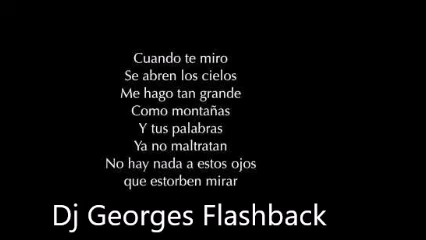 Cuando te miro
Se abren los cielos
Me hago tan grande
Como montañas
Y tus palabras
Ya no maltratan
No hay nada a estos ojos
que estorben mirar
Dj Georges Flashback